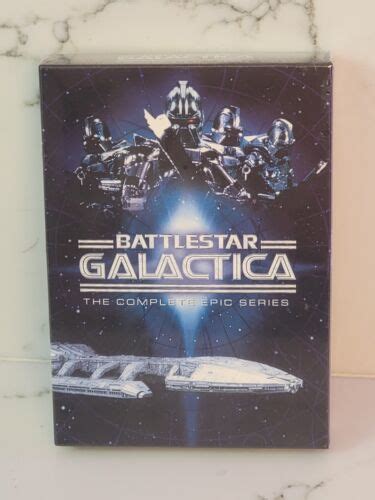 BATTLESTAR
GALACTICA
THE COMPLETE EPIC SERIES